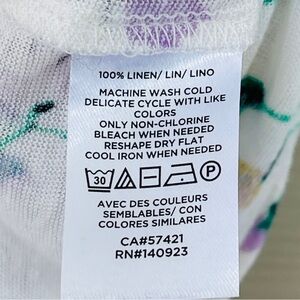 100% LINEN/ LIN/ LINO
MACHINE WASH COLD
DELICATE CYCLE WITH LIKE
COLORS
ONLY NON-CHLORINE
BLEACH WHEN NEEDED
RESHAPE DRY FLAT
COOL IRON WHEN NEEDED
30 P
AVEC DES COULEURS
SEMBLABLES/ CON
COLORES SIMILARES
CA#57421
RN#140923